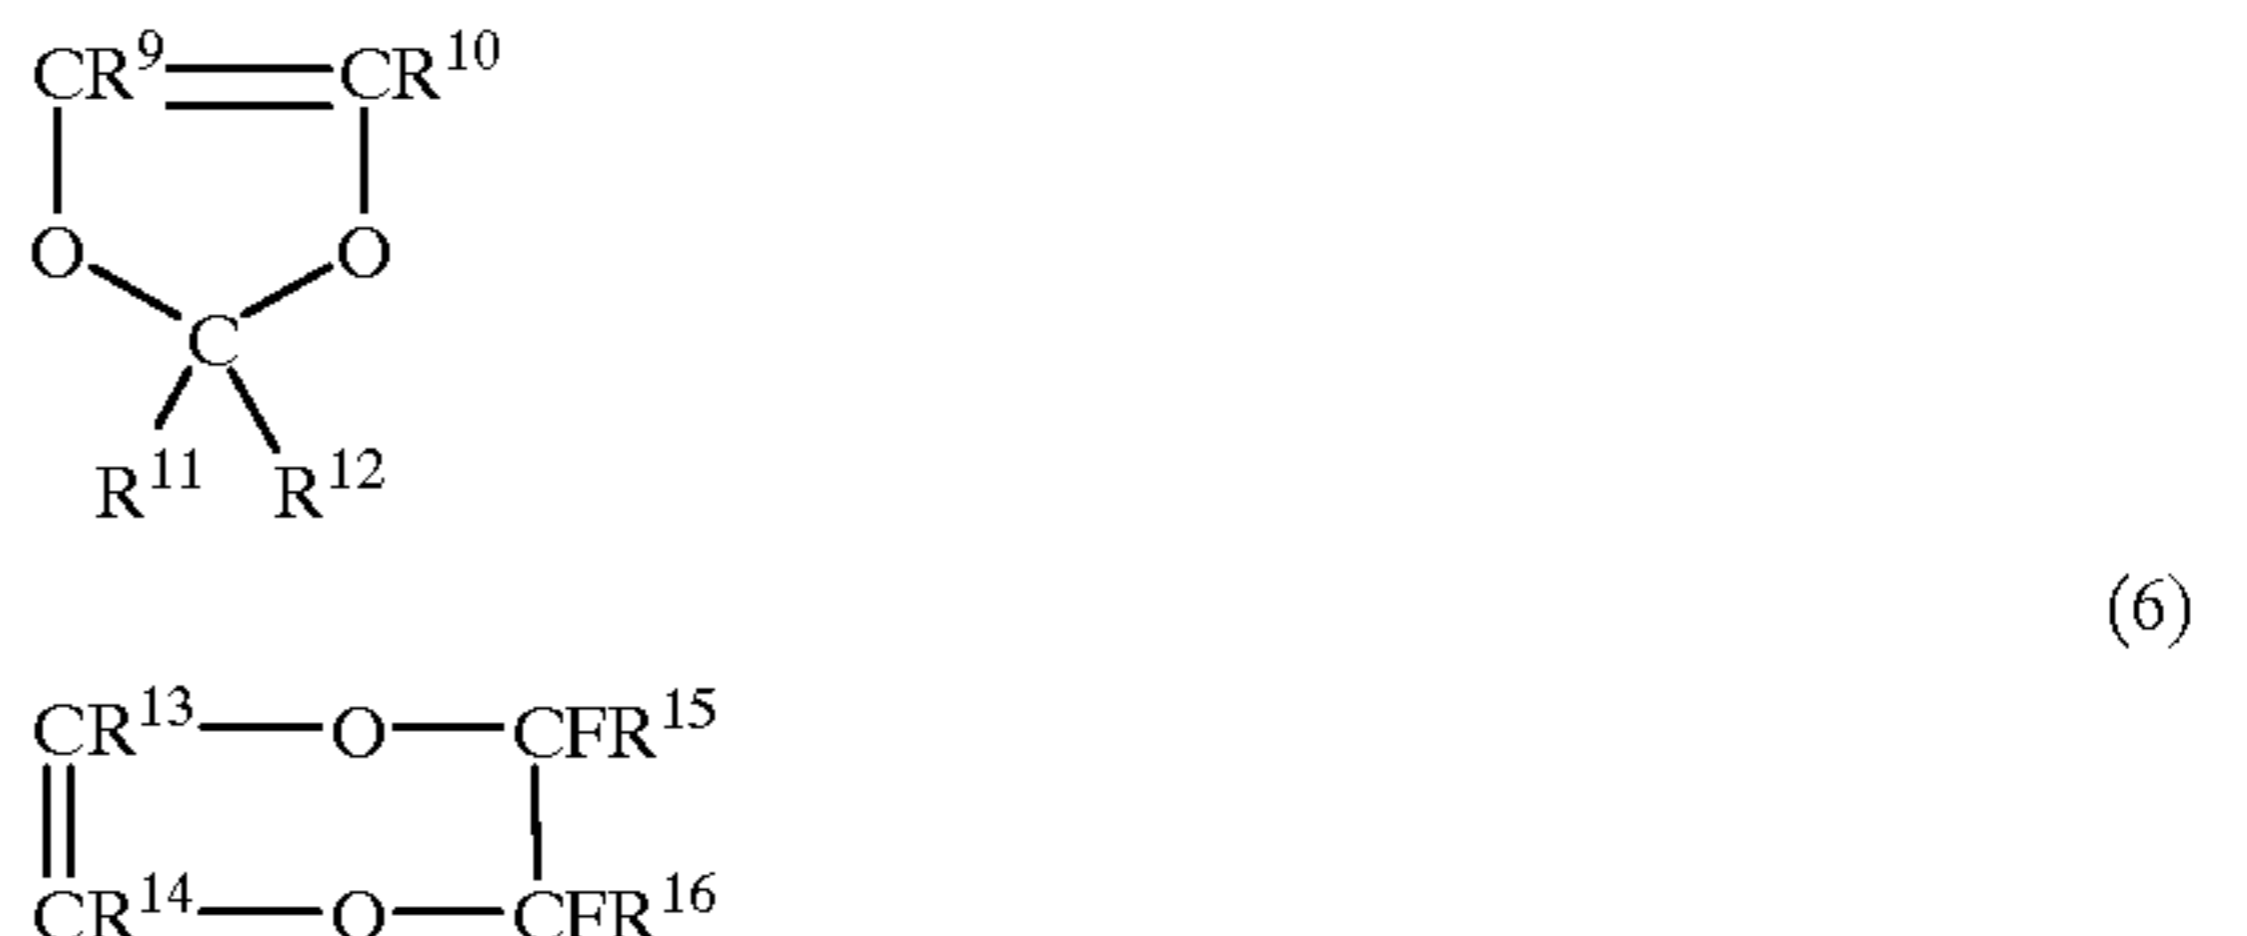 CR⁹ CR¹⁰
O O
C
R¹¹ R¹²
(6)
CR¹³ O CFR¹⁵
CR¹⁴ O CFR¹⁶